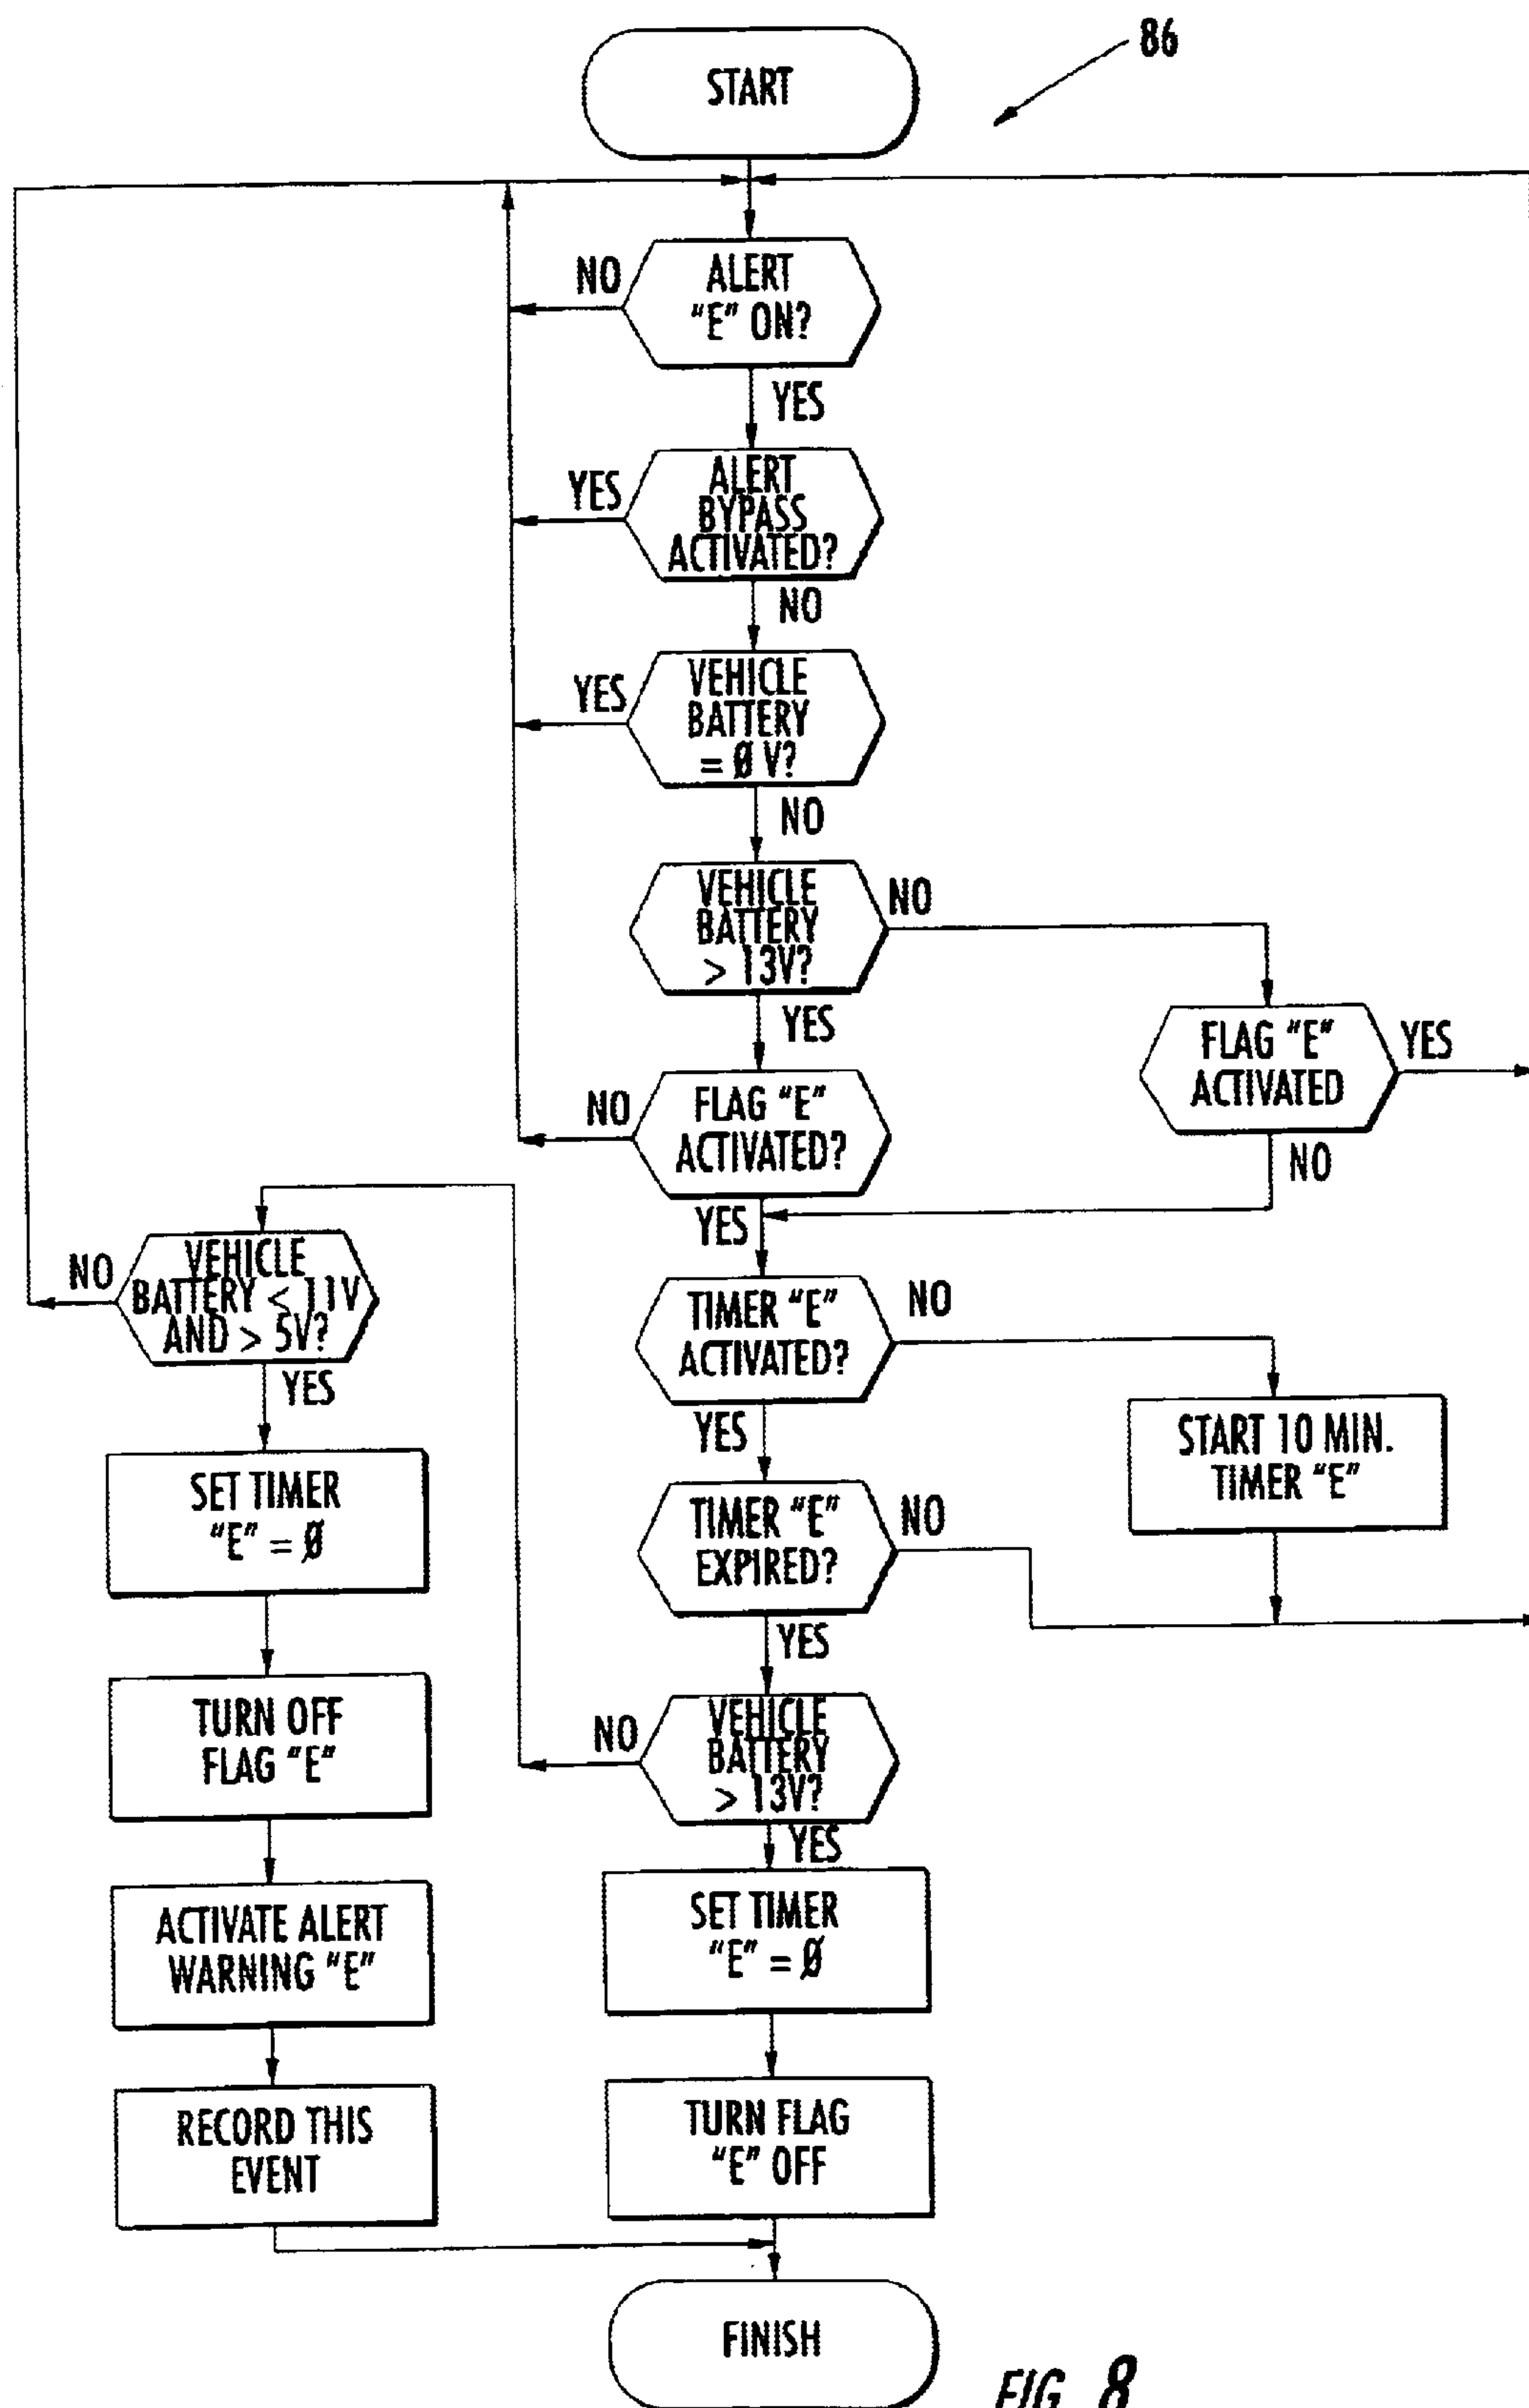 86
START
ALERT
"E" ON?
NO
YES
ALERT
BYPASS
ACTIVATED?
YES
NO
VEHICLE
BATTERY
= Ø V?
YES
NO
VEHICLE
BATTERY
> 13V?
NO
YES
FLAG "E"
ACTIVATED
YES
NO
FLAG "E"
ACTIVATED?
NO
YES
VEHICLE
BATTERY < 11V
AND > 5V?
NO
YES
TIMER "E"
ACTIVATED?
NO
YES
START 10 MIN.
TIMER "E"
TIMER "E"
EXPIRED?
NO
YES
VEHICLE
BATTERY
> 13V?
NO
YES
SET TIMER
"E" = Ø
TURN OFF
FLAG "E"
ACTIVATE ALERT
WARNING "E"
RECORD THIS
EVENT
SET TIMER
"E" = Ø
TURN FLAG
"E" OFF
FINISH
FIG. 8